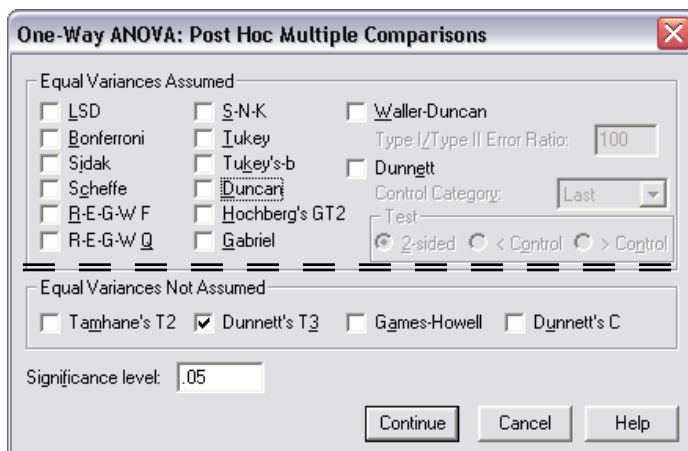 One-Way ANOVA: Post Hoc Multiple Comparisons
Equal Variances Assumed
LSD S-N-K Waller-Duncan
Bonferroni Tukey Type I/Type II Error Ratio: 100
Sidak Tukey's-b Dunnett
Scheffe Duncan Control Category: Last
R-E-G-W F Hochberg's GT2 Test
R-E-G-W Q Gabriel 2-sided < Control > Control
Equal Variances Not Assumed
Tamhane's T2 Dunnett's T3 Games-Howell Dunnett's C
Significance level: .05
Continue Cancel Help